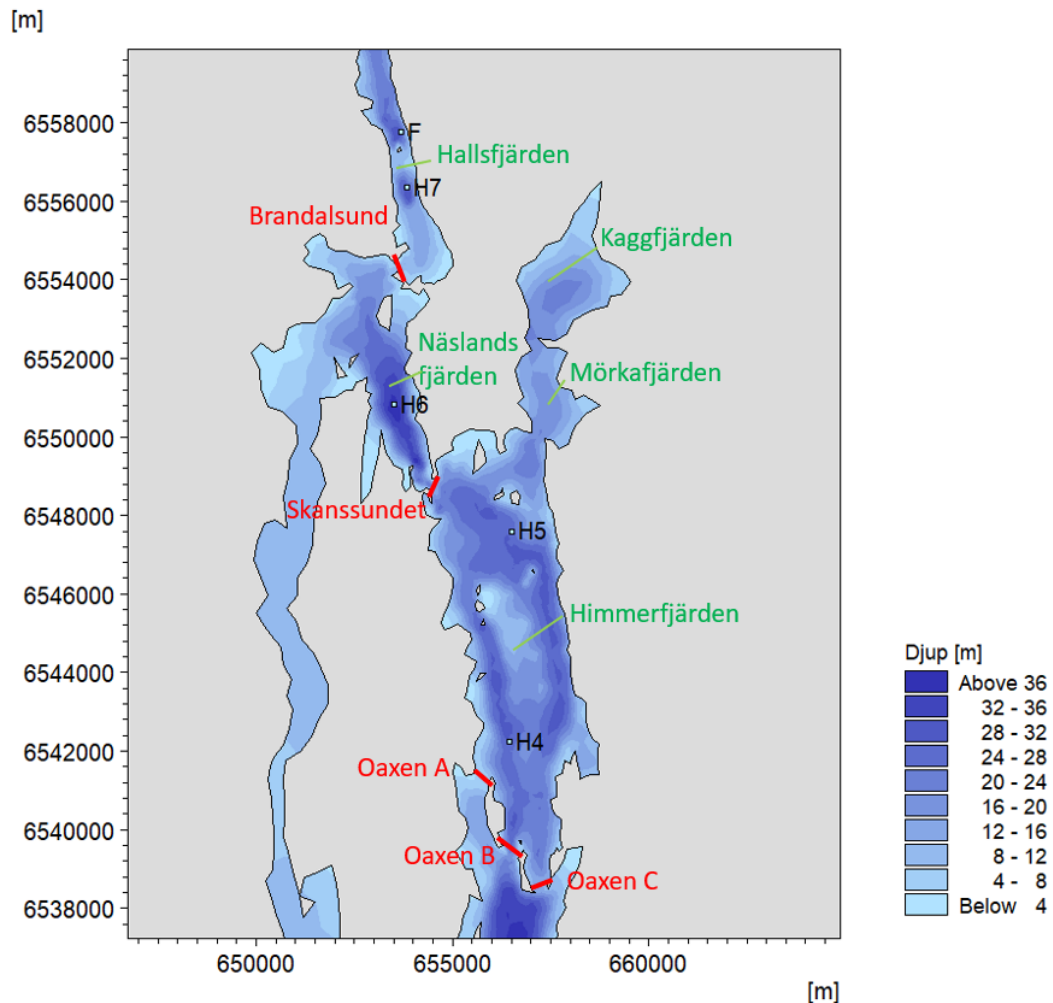 [m]
6558000
F
Hallsfjärden
H7
6556000
Brandalsund
Kaggfjärden
6554000
6552000
Näslands
fjärden
Mörkafjärden
H6
6550000
Skanssundet
6548000
H5
6546000
Himmerfjärden
6544000
Djup [m]
Above 36
32 - 36
28 - 32
24 - 28
20 - 24
16 - 20
12 - 16
8 - 12
4 - 8
Below 4
H4
6542000
Oaxen A
6540000
Oaxen B
Oaxen C
6538000
650000 655000 660000
[m]